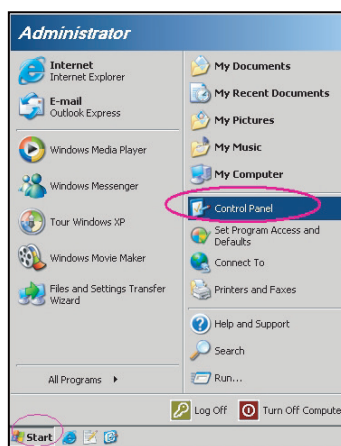 Administrator
Internet
Internet Explorer
E-mail
Outlook Express
Windows Media Player
Windows Messenger
Tour Windows XP
Windows Movie Maker
Files and Settings Transfer
Wizard
All Programs
My Documents
My Recent Documents
My Pictures
My Music
My Computer
Control Panel
Set Program Access and
Defaults
Connect To
Printers and Faxes
Help and Support
Search
Run...
Log Off
Turn Off Compute
Start